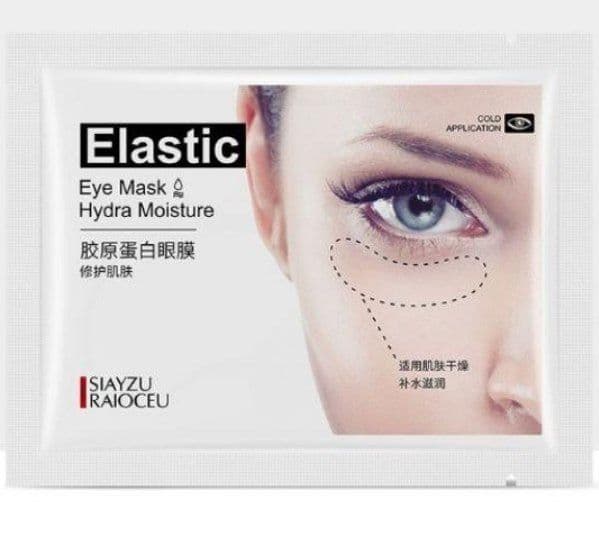 COLD
APPLICATION
Elastic
Eye Mask
Hydra Moisture
胶原蛋白眼膜
修护肌肤
适用肌肤干燥
补水滋润
SIAYZU
RAIOCEU